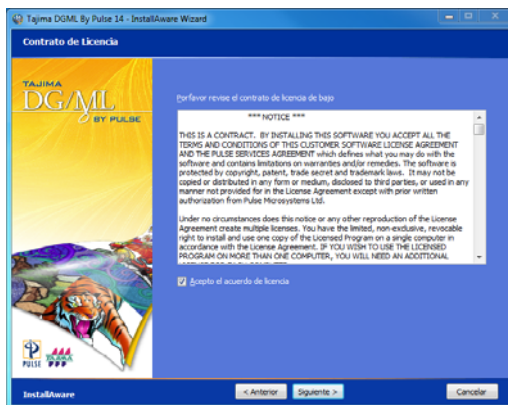 Tajima DGML By Pulse 14 - InstallAware Wizard
Contrato de Licencia
TAJIMA
DG/ML
BY PULSE
Porfavor revise el contrato de licencia de bajo
*** NOTICE ***
THIS IS A CONTRACT. BY INSTALLING THIS SOFTWARE YOU ACCEPT ALL THE
TERMS AND CONDITIONS OF THIS CUSTOMER SOFTWARE LICENSE AGREEMENT
AND THE PULSE SERVICES AGREEMENT which defines what you may do with the
software and contains limitations on warranties and/or remedies. The software is
protected by copyright, patent, trade secret and trademark laws. It may not be
copied or distributed in any form or medium, disclosed to third parties, or used in any
manner not provided for in the License Agreement except with prior written
authorization from Pulse Microsystems Ltd.
Under no circumstances does this notice or any other reproduction of the License
Agreement create multiple licenses. You have the limited, non-exclusive, revocable
right to install and use one copy of the Licensed Program on a single computer in
accordance with the License Agreement. IF YOU WISH TO USE THE LICENSED
PROGRAM ON MORE THAN ONE COMPUTER, YOU WILL NEED AN ADDITIONAL
Acepto el acuerdo de licencia
PULSE
InstallAware
< Anterior
Siguiente >
Cancelar